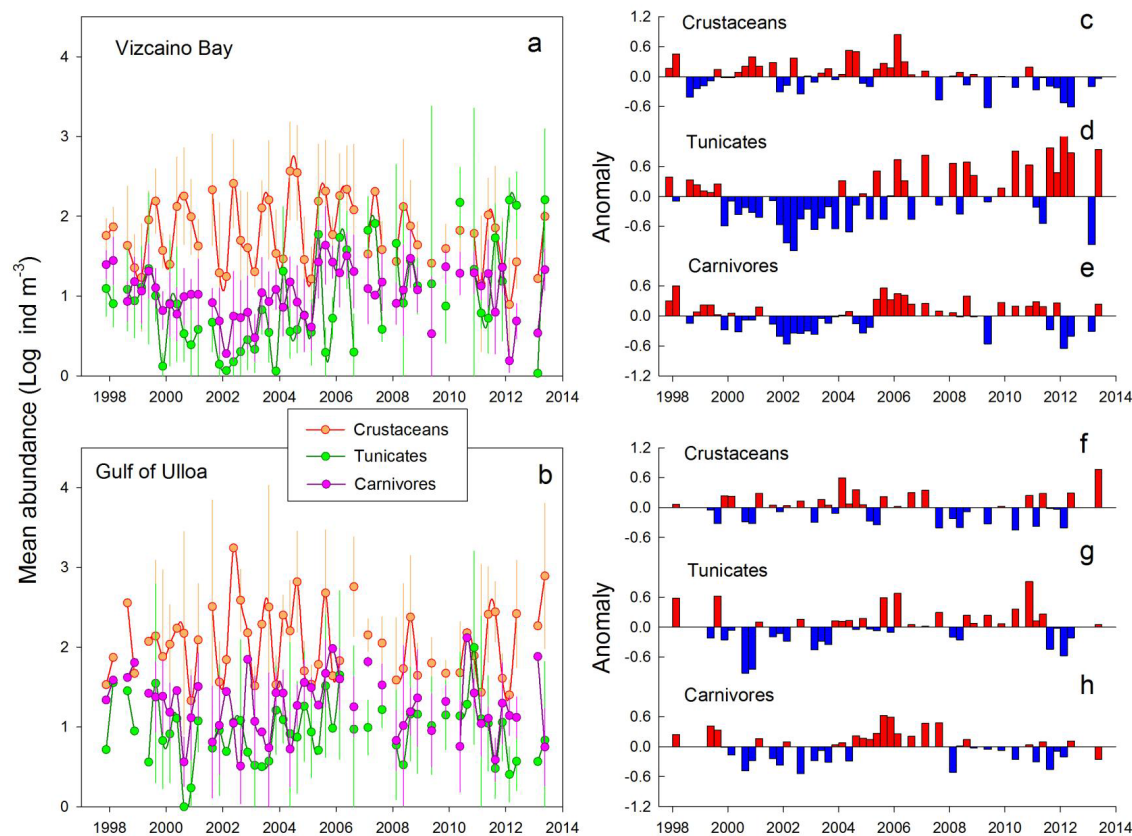 Mean abundance (Log ind m-3)
Vizcaino Bay
a
4
3
2
1
0
1998 2000 2002 2004 2006 2008 2010 2012 2014
Crustaceans
Tunicates
Carnivores
Gulf of Ulloa
b
4
3
2
1
0
1998 2000 2002 2004 2006 2008 2010 2012 2014
Anomaly
1.2
Crustaceans
c
0.6
0.0
-0.6
Tunicates
d
0.6
0.0
-0.6
Carnivores
e
0.6
0.0
-0.6
-1.2
1998 2000 2002 2004 2006 2008 2010 2012 2014
Anomaly
1.2
Crustaceans
f
0.6
0.0
-0.6
Tunicates
g
0.6
0.0
-0.6
Carnivores
h
0.6
0.0
-0.6
-1.2
1998 2000 2002 2004 2006 2008 2010 2012 2014